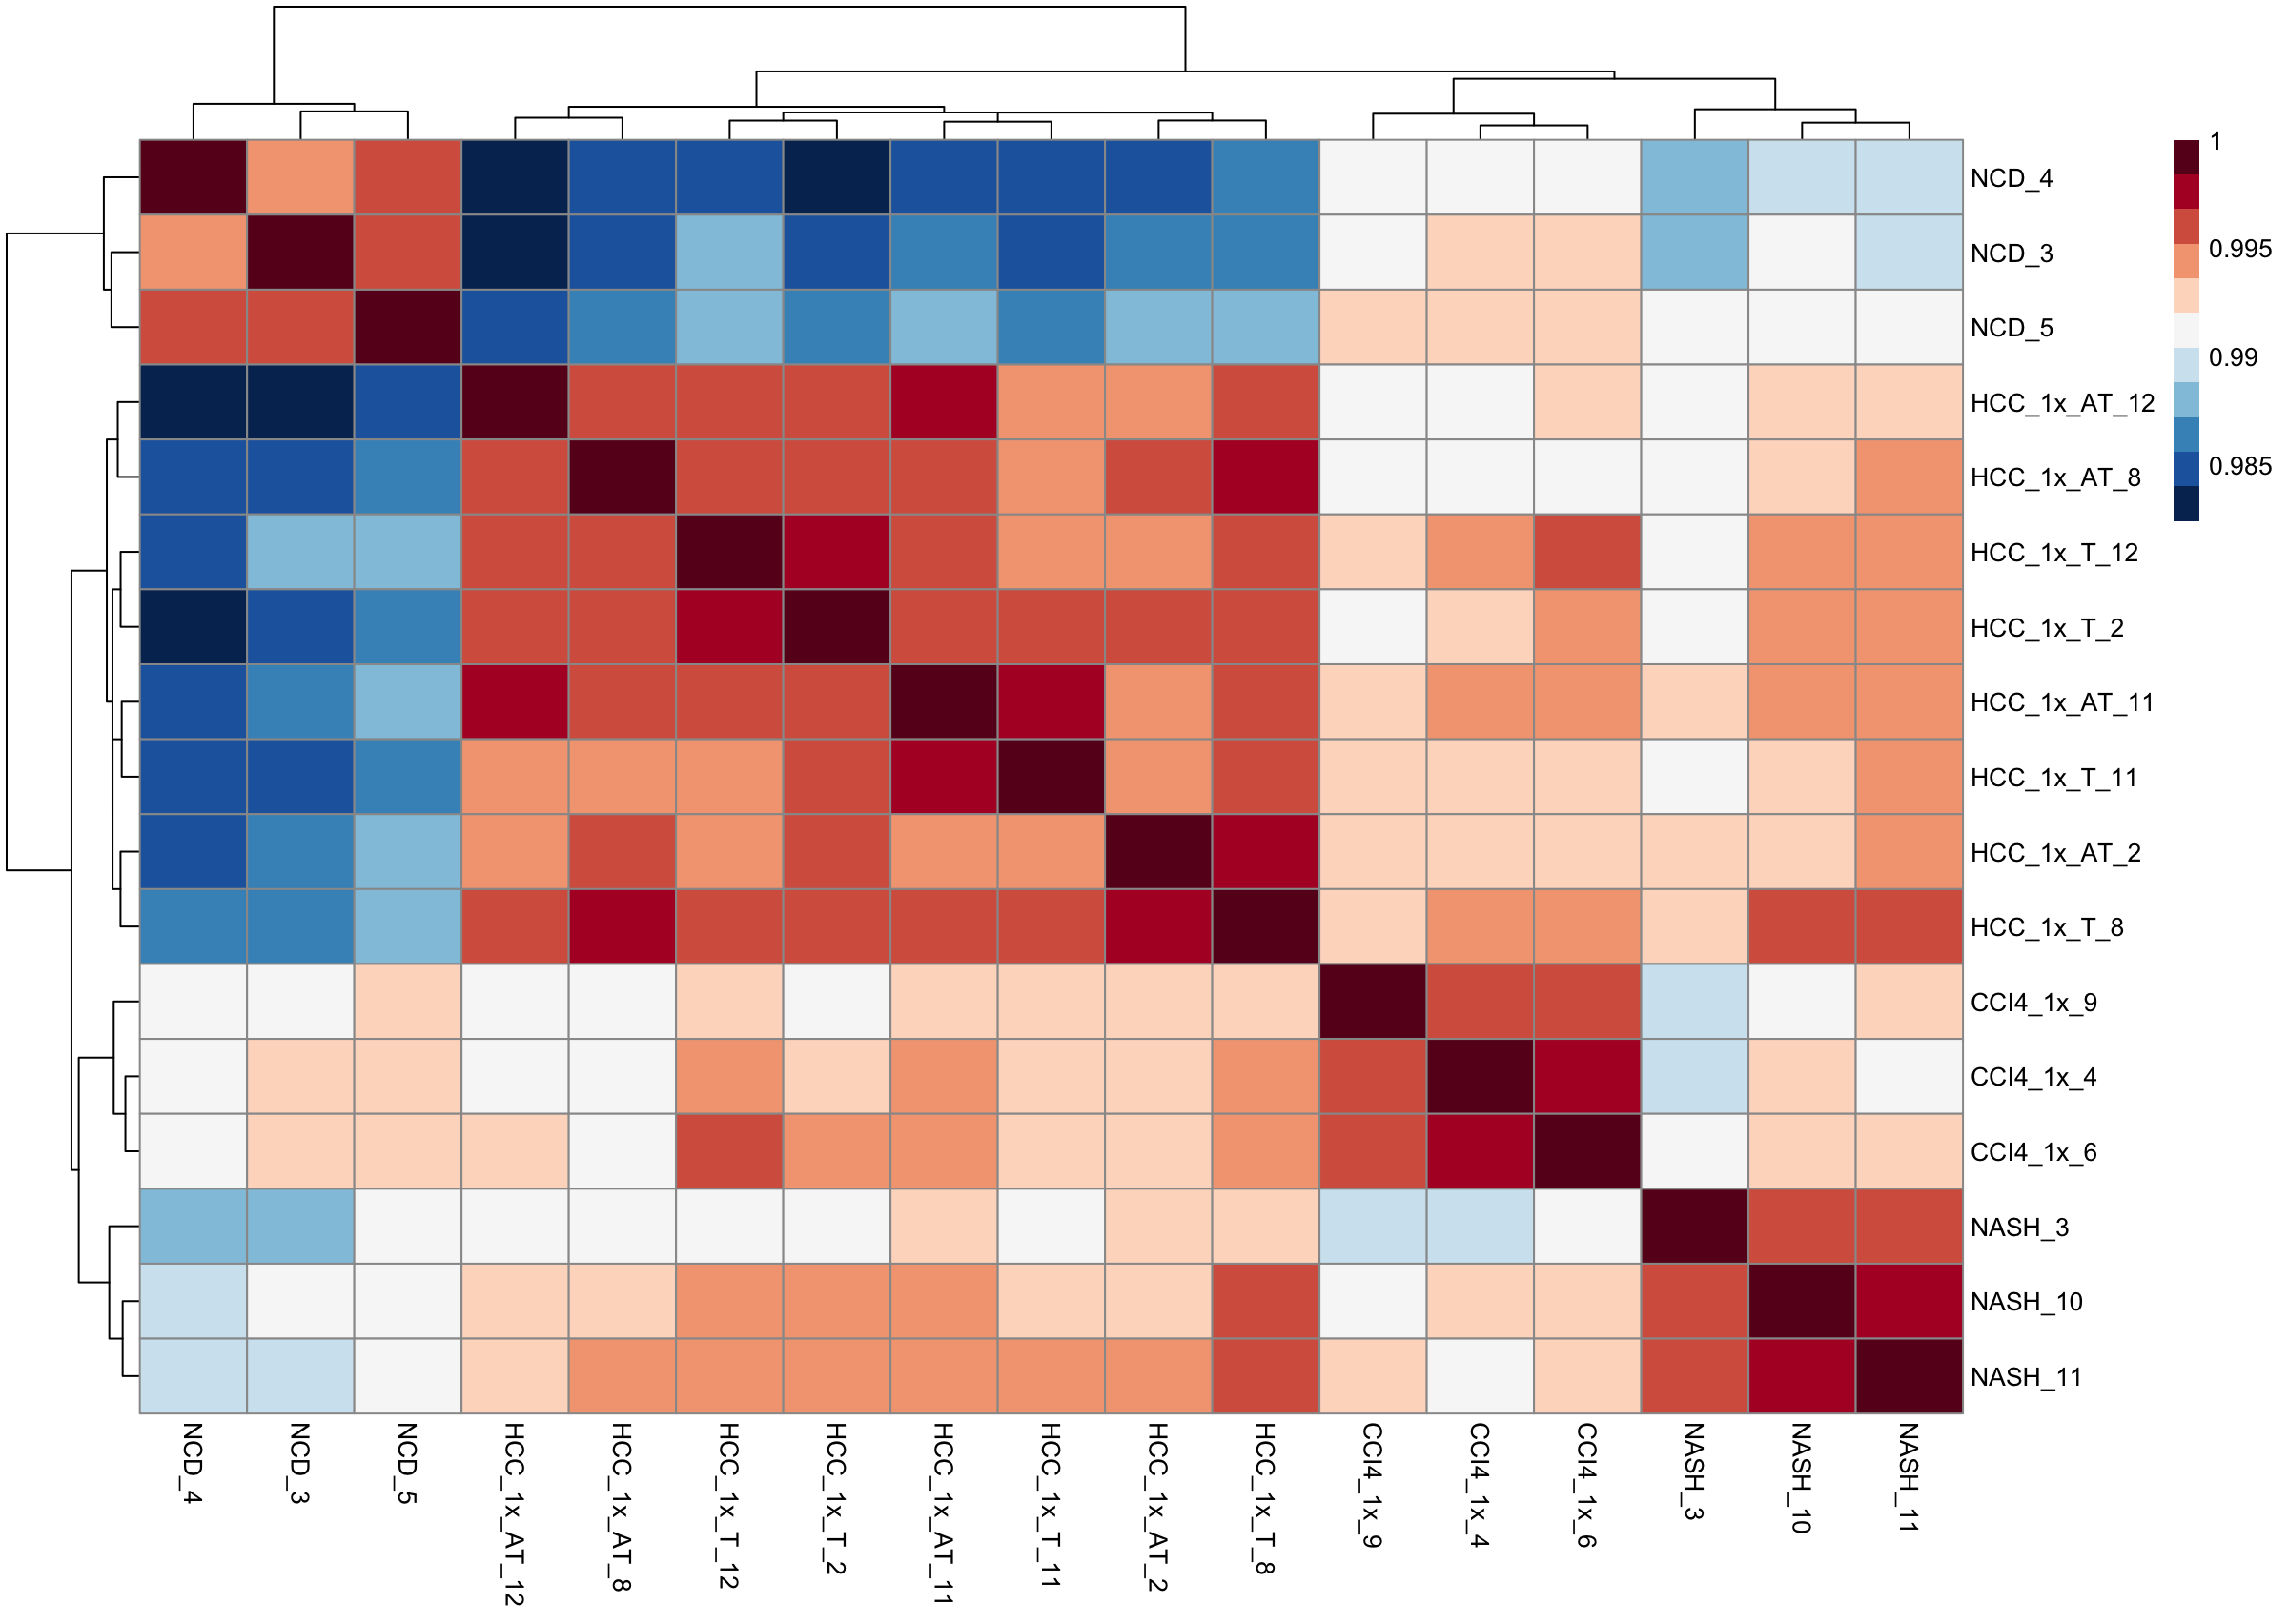 1
NCD_4
NCD_3
0.995
NCD_5
0.99
HCC_1x_AT_12
HCC_1x_AT_8
0.985
HCC_1x_T_12
HCC_1x_T_2
HCC_1x_AT_11
HCC_1x_T_11
HCC_1x_AT_2
HCC_1x_T_8
CCl4_1x_9
CCl4_1x_4
CCl4_1x_6
NASH_3
NASH_10
NASH_11
NCD_4
NCD_3
NCD_5
HCC_1x_AT_12
HCC_1x_AT_8
HCC_1x_T_12
HCC_1x_T_2
HCC_1x_AT_11
HCC_1x_T_11
HCC_1x_AT_2
HCC_1x_T_8
CCl4_1x_9
CCl4_1x_4
CCl4_1x_6
NASH_3
NASH_10
NASH_11